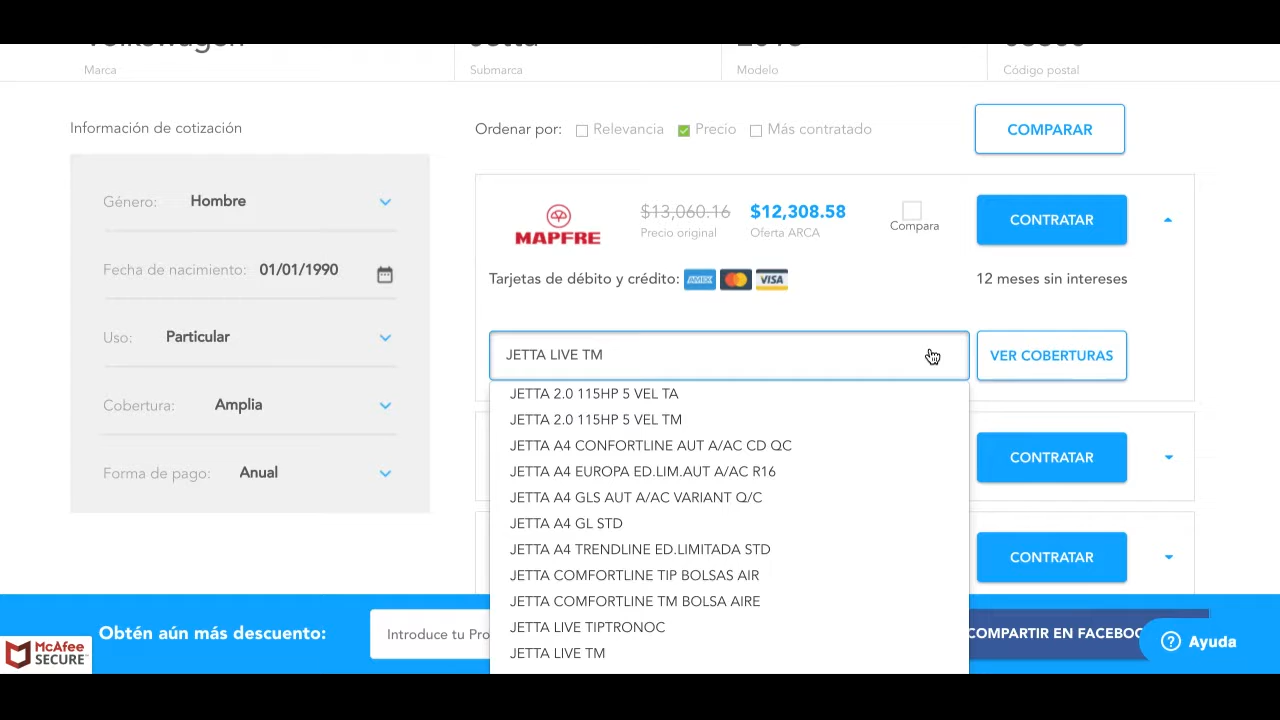 Volkswagen
Jetta
Marca
Submarca
Modelo
Código postal
Información de cotización
Género: Hombre
Fecha de nacimiento: 01/01/1990
Uso: Particular
Cobertura: Amplia
Forma de pago: Anual
Ordenar por: Relevancia Precio Más contratado
COMPARAR
MAPFRE
$13,060.16
Precio original
$12,308.58
Oferta ARCA
Compara
CONTRATAR
Tarjetas de débito y crédito: AMEX VISA
12 meses sin intereses
JETTA LIVE TM
VER COBERTURAS
JETTA 2.0 115HP 5 VEL TA
JETTA 2.0 115HP 5 VEL TM
JETTA A4 CONFORTLINE AUT A/AC CD QC
JETTA A4 EUROPA ED.LIM.AUT A/AC R16
JETTA A4 GLS AUT A/AC VARIANT Q/C
JETTA A4 GL STD
JETTA A4 TRENDLINE ED.LIMITADA STD
JETTA COMFORTLINE TIP BOLSAS AIR
JETTA COMFORTLINE TM BOLSA AIRE
JETTA LIVE TIPTRONOC
JETTA LIVE TM
CONTRATAR
CONTRATAR
Obtén aún más descuento:
Introduce tu Pro
COMPARTIR EN FACEBOO
Ayuda
McAfee
SECURE